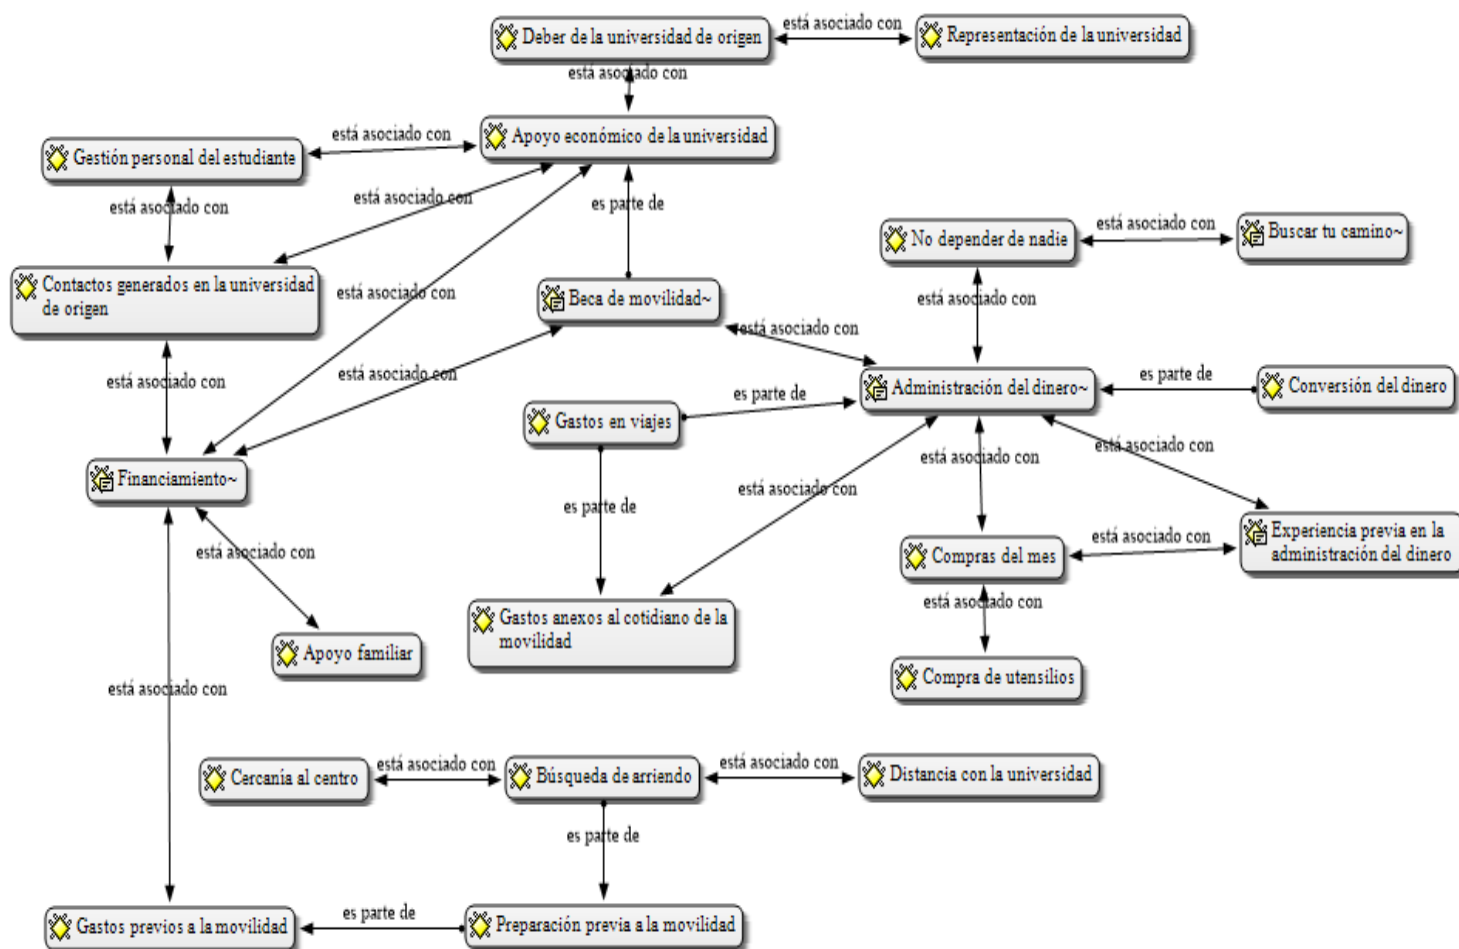 Deber de la universidad de origen
está asociado con
Representación de la universidad
está asociado con
Apoyo económico de la universidad
está asociado con
Gestión personal del estudiante
está asociado con
está asociado con
es parte de
No depender de nadie
está asociado con
Buscar tu camino~
Contactos generados en la universidad
de origen
está asociado con
Beca de movilidad~
está asociado con
está asociado con
está asociado con
está asociado con
Administración del dinero~
es parte de
Conversión del dinero
es parte de
Gastos en viajes
Financiamiento~
está asociado con
está asociado con
está asociado con
es parte de
está asociado con
Compras del mes
está asociado con
Experiencia previa en la
administración del dinero
está asociado con
Gastos anexos al cotidiano de la
movilidad
Apoyo familiar
Compra de utensilios
está asociado con
Cercanía al centro
está asociado con
Búsqueda de arriendo
está asociado con
Distancia con la universidad
es parte de
Gastos previos a la movilidad
es parte de
Preparación previa a la movilidad